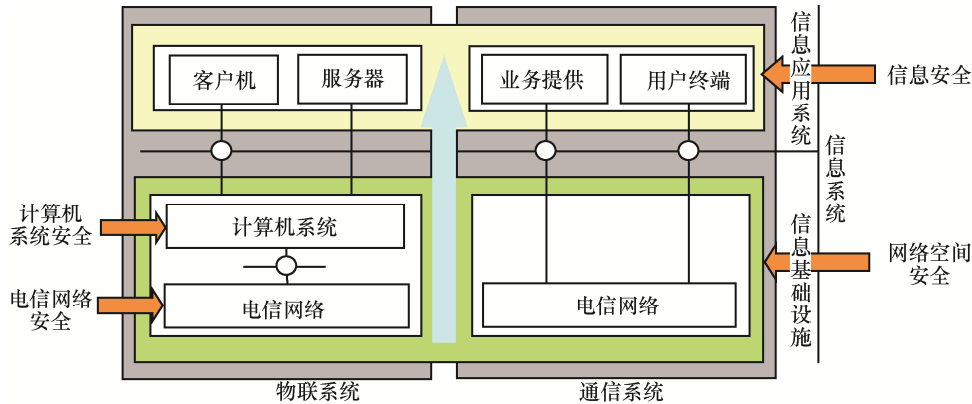 客户机
服务器
业务提供
用户终端
信息应用系统
信息安全
信息系统
计算机
系统安全
计算机系统
电信网络
安全
电信网络
电信网络
信息基础设施
网络空间
安全
物联系统
通信系统